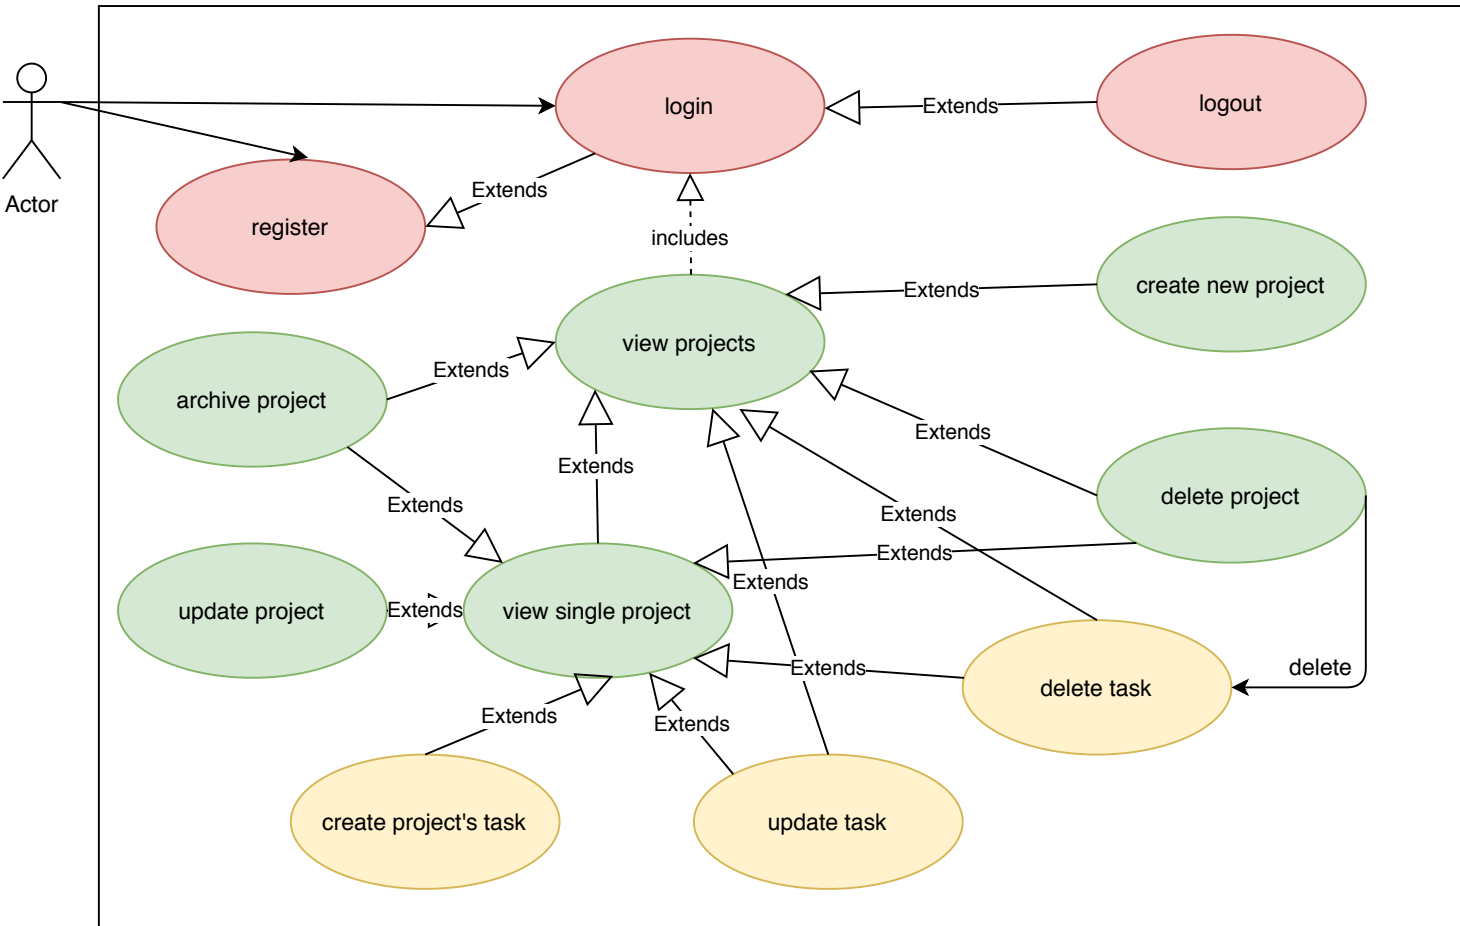 login
Extends
logout
Extends
Actor
register
includes
create new project
Extends
view projects
Extends
archive project
Extends
Extends
delete project
Extends
Extends
Extends
Extends
update project
Extends
view single project
Extends
delete
delete task
Extends
Extends
create project's task
update task